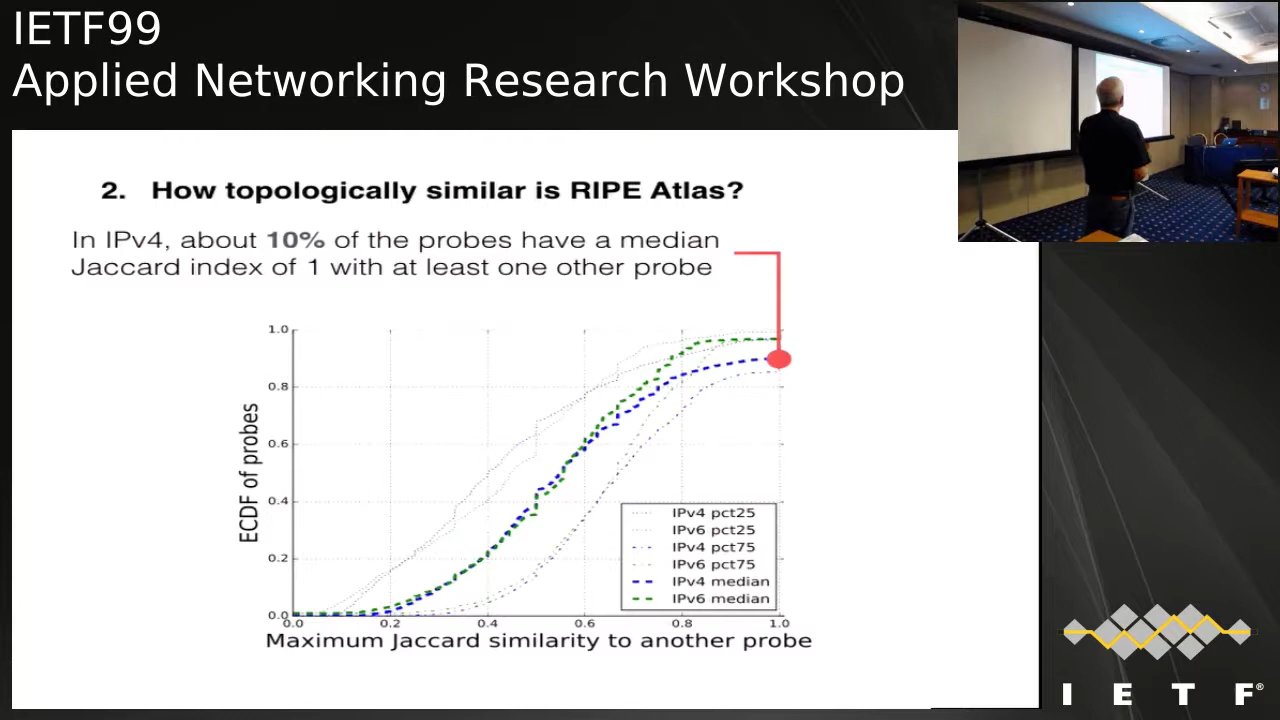 IETF99
Applied Networking Research Workshop
2. How topologically similar is RIPE Atlas?
In IPv4, about 10% of the probes have a median
Jaccard index of 1 with at least one other probe
1.0
0.8
0.6
0.4
0.2
0.0
ECDF of probes
IPv4 pct25
IPv6 pct25
IPv4 pct75
IPv6 pct75
IPv4 median
IPv6 median
0.0 0.2 0.4 0.6 0.8 1.0
Maximum Jaccard similarity to another probe
I E T F®